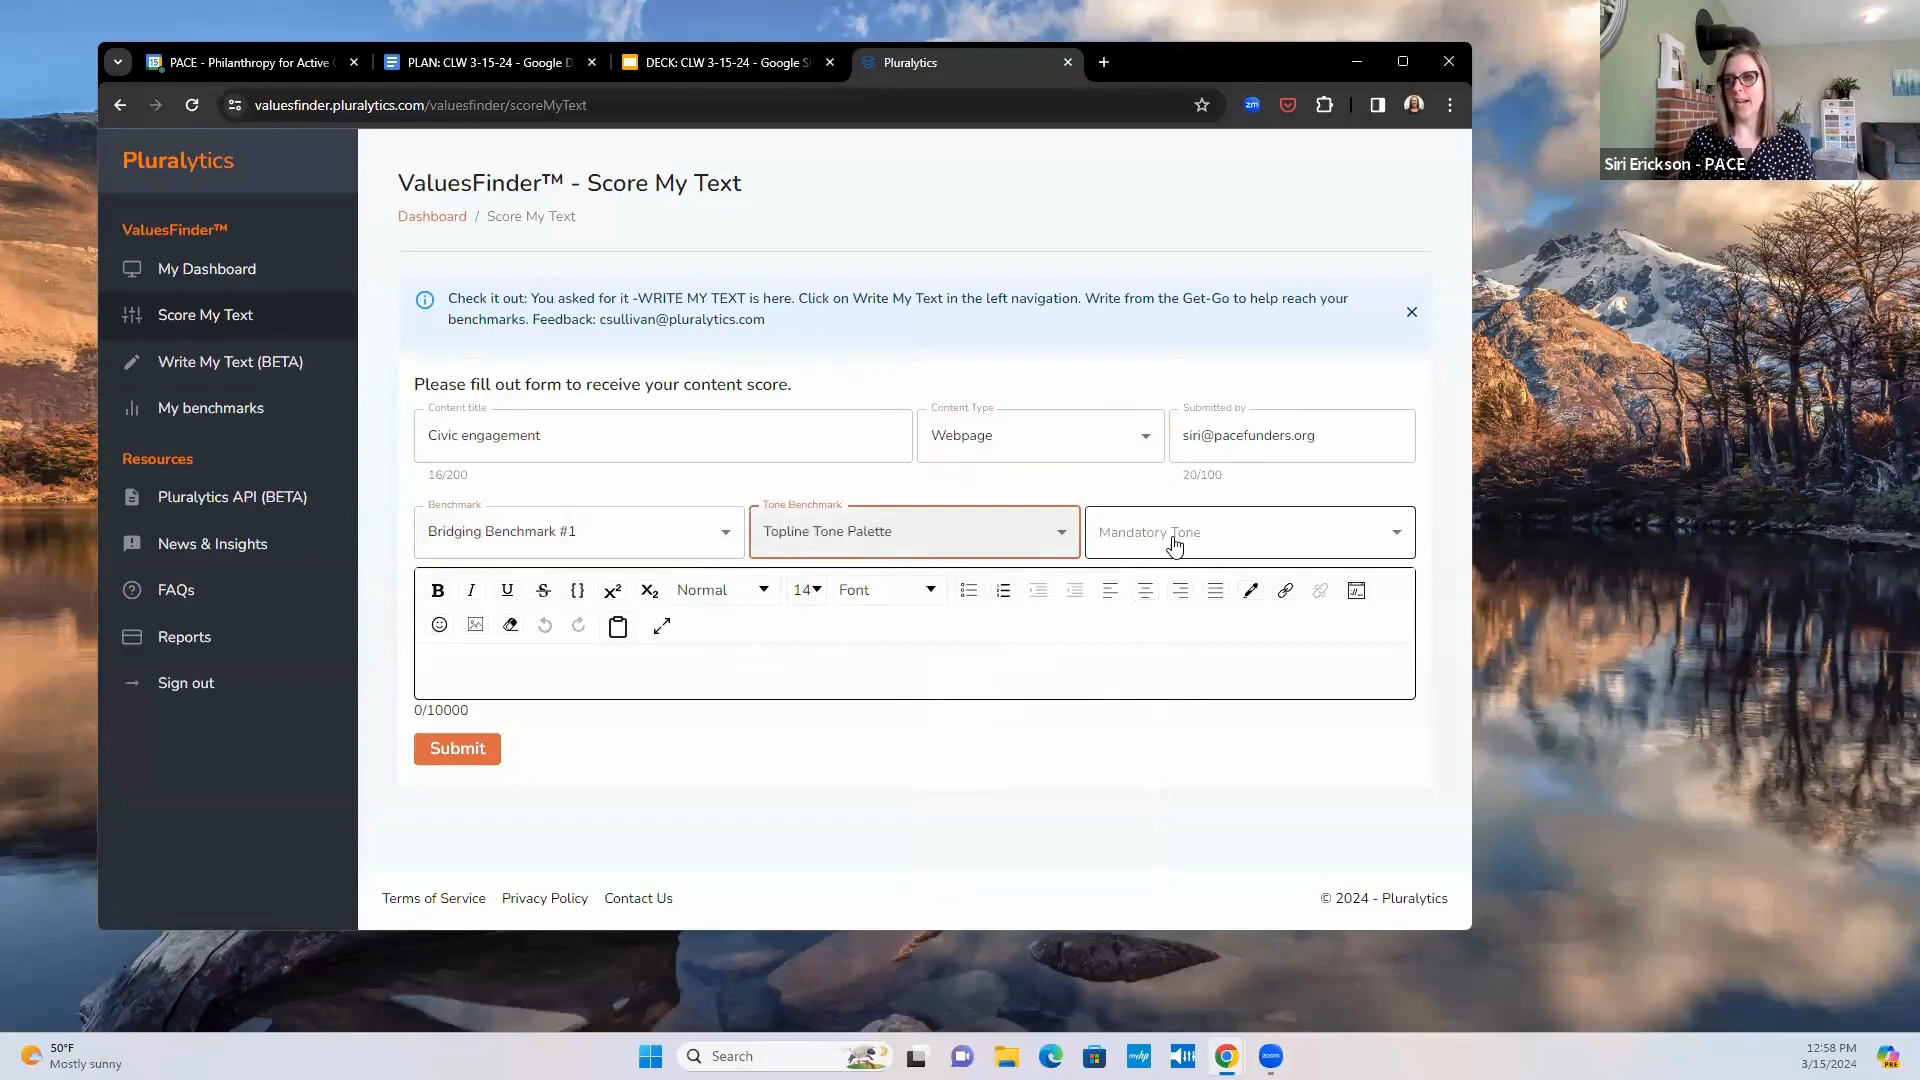 PACE - Philanthropy for Active
PLAN: CLW 3-15-24 - Google D
DECK: CLW 3-15-24 - Google Sl
Pluralytics
valuesfinder.pluralytics.com/valuesfinder/scoreMyText
zm
Siri Erickson - PACE
Pluralytics
ValuesFinder™
My Dashboard
Score My Text
Write My Text (BETA)
My benchmarks
Resources
Pluralytics API (BETA)
News & Insights
FAQs
Reports
Sign out
ValuesFinder™ - Score My Text
Dashboard / Score My Text
Check it out: You asked for it -WRITE MY TEXT is here. Click on Write My Text in the left navigation. Write from the Get-Go to help reach your
benchmarks. Feedback: csullivan@pluralytics.com
Please fill out form to receive your content score.
Content title
Civic engagement
16/200
Content Type
Webpage
Submitted by
siri@pacefunders.org
20/100
Benchmark
Bridging Benchmark #1
Tone Benchmark
Topline Tone Palette
Mandatory Tone
B I U S {} x² X₂ Normal 14 Font
0/10000
Submit
Terms of Service Privacy Policy Contact Us
© 2024 - Pluralytics
50°F
Mostly sunny
Search
myhp
zoom
12:58 PM
3/15/2024
PRE